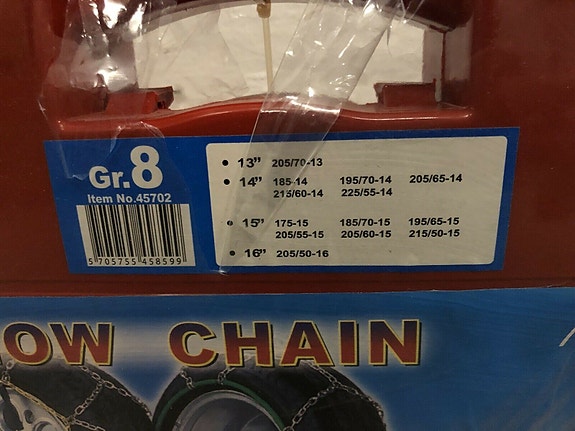 Gr.8
Item No.45702
5 705755 458599
• 13" 205/70-13
• 14" 185-14 195/70-14 205/65-14
215/60-14 225/55-14
• 15" 175-15 185/70-15 195/65-15
205/55-15 205/60-15 215/50-15
• 16" 205/50-16
OW CHAIN